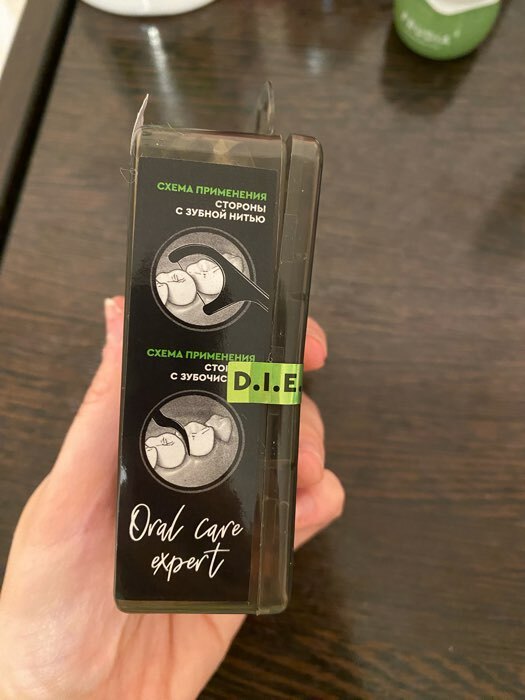 СХЕМА ПРИМЕНЕНИЯ
СТОРОНЫ
С ЗУБНОЙ НИТЬЮ
СХЕМА ПРИМЕНЕНИЯ
D.I.E.
Oral care
expert